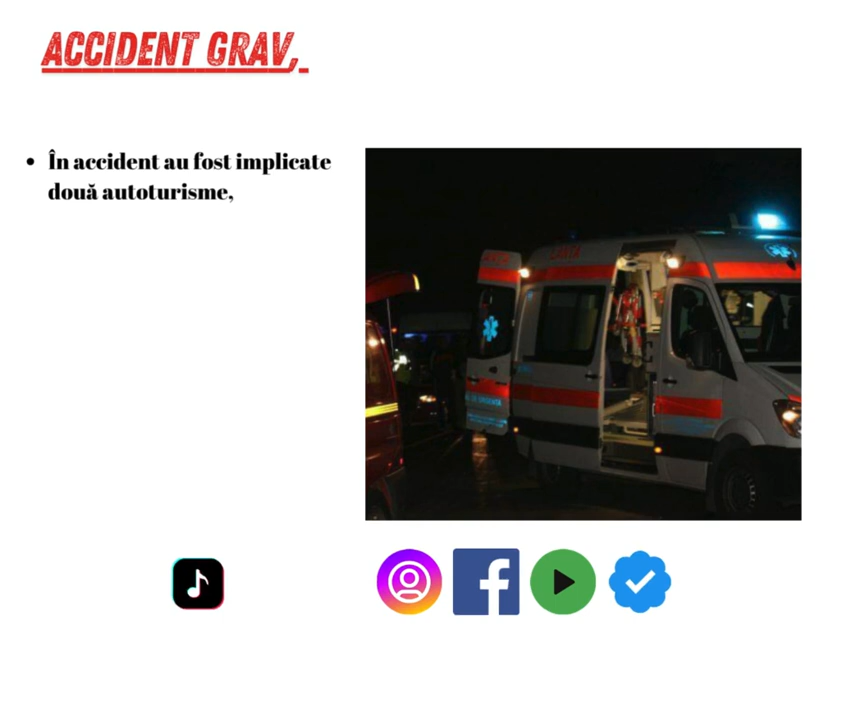 ACCIDENT GRAV,
În accident au fost implicate
două autoturisme,